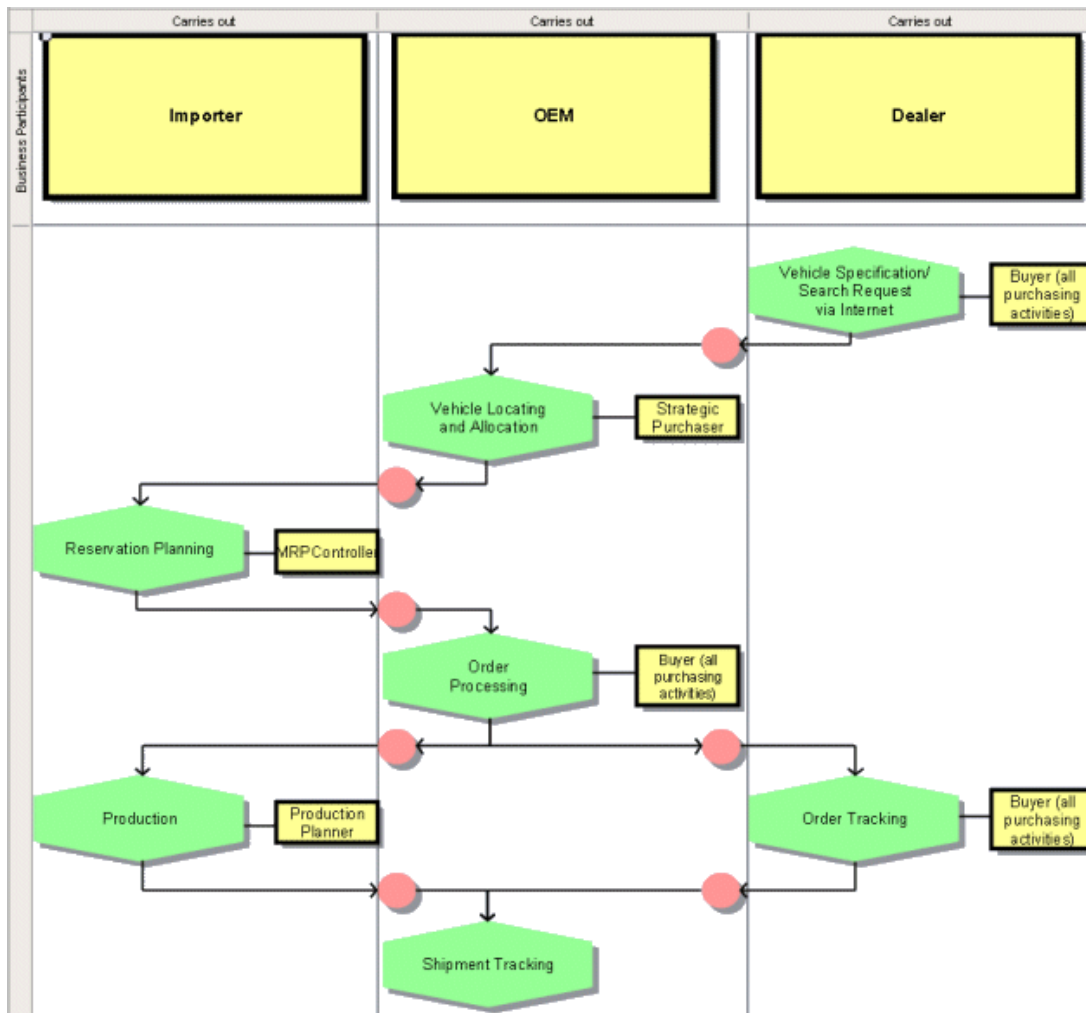 Carries out
Carries out
Carries out
Business Participants
Importer
OEM
Dealer
Vehicle Specification/
Search Request
via Internet
Buyer (all
purchasing
activities)
Vehicle Locating
and Allocation
Strategic
Purchaser
Reservation Planning
MRPController
Order
Processing
Buyer (all
purchasing
activities)
Production
Production
Planner
Order Tracking
Buyer (all
purchasing
activities)
Shipment Tracking